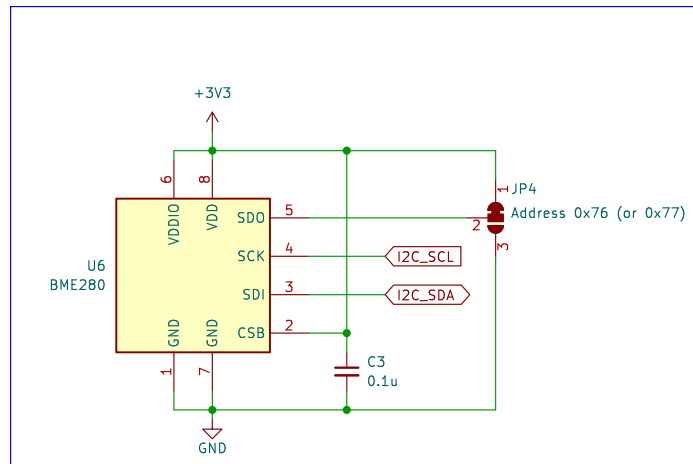 +3V3
6
8
VDDIO
VDD
SDO
5
1
JP4
2
Address 0x76 (or 0x77)
3
SCK
4
I2C_SCL
U6
BME280
SDI
3
I2C_SDA
CSB
2
GND
GND
1
7
C3
0.1u
GND